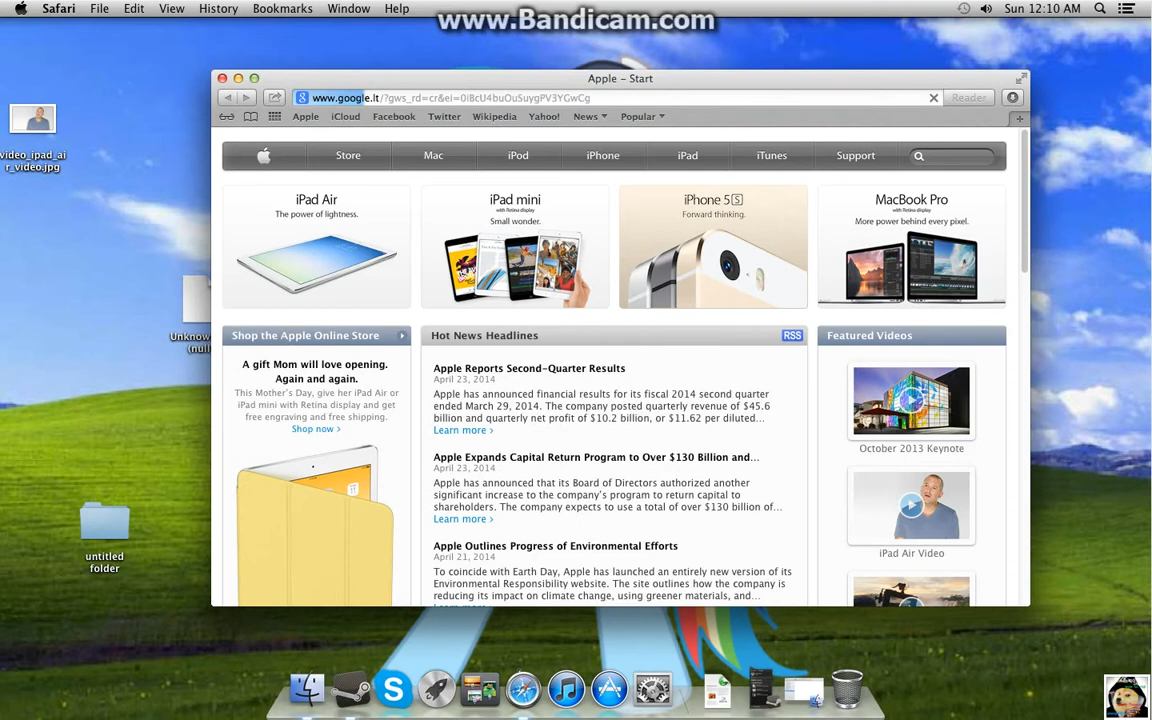 Safari File Edit View History Bookmarks Window Help
www.Bandicam.com
Sun 12:10 AM
Apple – Start
www.google.lt/?gws_rd=cr&ei=0iBcU4buOuSuygPV3YGwCg
Reader
Apple iCloud Facebook Twitter Wikipedia Yahoo! News Popular
Store Mac iPod iPhone iPad iTunes Support
iPad Air
The power of lightness.
iPad mini
with Retina display
Small wonder.
iPhone 5S
Forward thinking.
MacBook Pro
with Retina display
More power behind every pixel.
video_ipad_ai
r_video.jpg
Unknow
(null
untitled
folder
Shop the Apple Online Store
A gift Mom will love opening.
Again and again.
This Mother's Day, give her iPad Air or
iPad mini with Retina display and get
free engraving and free shipping.
Shop now ›
Hot News Headlines
RSS
Apple Reports Second-Quarter Results
April 23, 2014
Apple has announced financial results for its fiscal 2014 second quarter
ended March 29, 2014. The company posted quarterly revenue of $45.6
billion and quarterly net profit of $10.2 billion, or $11.62 per diluted...
Learn more ›
Apple Expands Capital Return Program to Over $130 Billion and...
April 23, 2014
Apple has announced that its Board of Directors authorized another
significant increase to the company's program to return capital to
shareholders. The company expects to use a total of over $130 billion of...
Learn more ›
Apple Outlines Progress of Environmental Efforts
April 21, 2014
To coincide with Earth Day, Apple has launched an entirely new version of its
Environmental Responsibility website. The site outlines how the company is
reducing its impact on climate change, using greener materials, and...
Learn more ›
Featured Videos
October 2013 Keynote
iPad Air Video